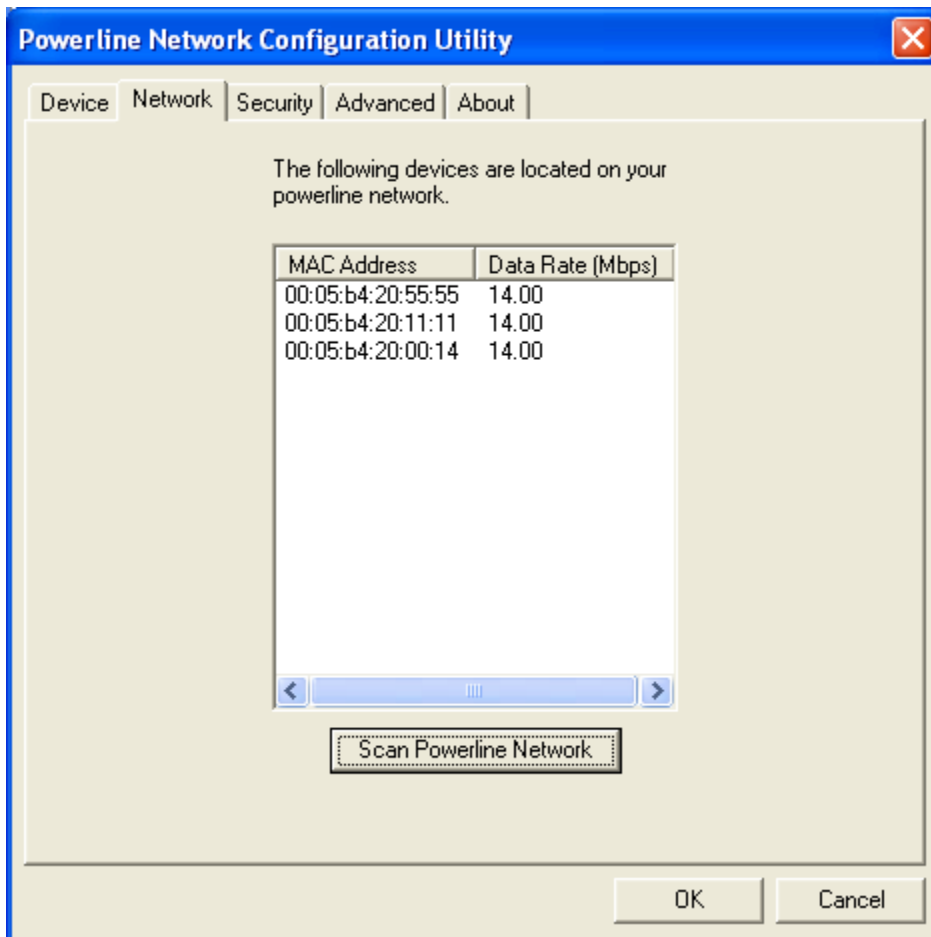 Powerline Network Configuration Utility
Device Network Security Advanced About
The following devices are located on your
powerline network.
MAC Address Data Rate (Mbps)
00:05:b4:20:55:55 14.00
00:05:b4:20:11:11 14.00
00:05:b4:20:00:14 14.00
Scan Powerline Network
OK Cancel